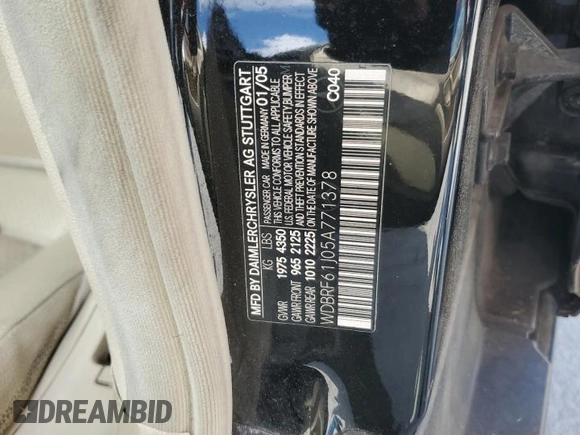 MFD BY DAIMLERCHRYSLER AG STUTTGART
KG LBS PASSENGER CAR MADE IN GERMANY 01/05
GVWR 1975 4350 THIS VEHICLE CONFORMS TO ALL APPLICABLE
GAWR FRONT 965 2125 U.S. FEDERAL MOTOR VEHICLE SAFETY, BUMPER
GAWR REAR 1010 2225 AND THEFT PREVENTION STANDARDS IN EFFECT
ON THE DATE OF MANUFACTURE SHOWN ABOVE
WDBRF61J05A771378 C040
DREAMBID